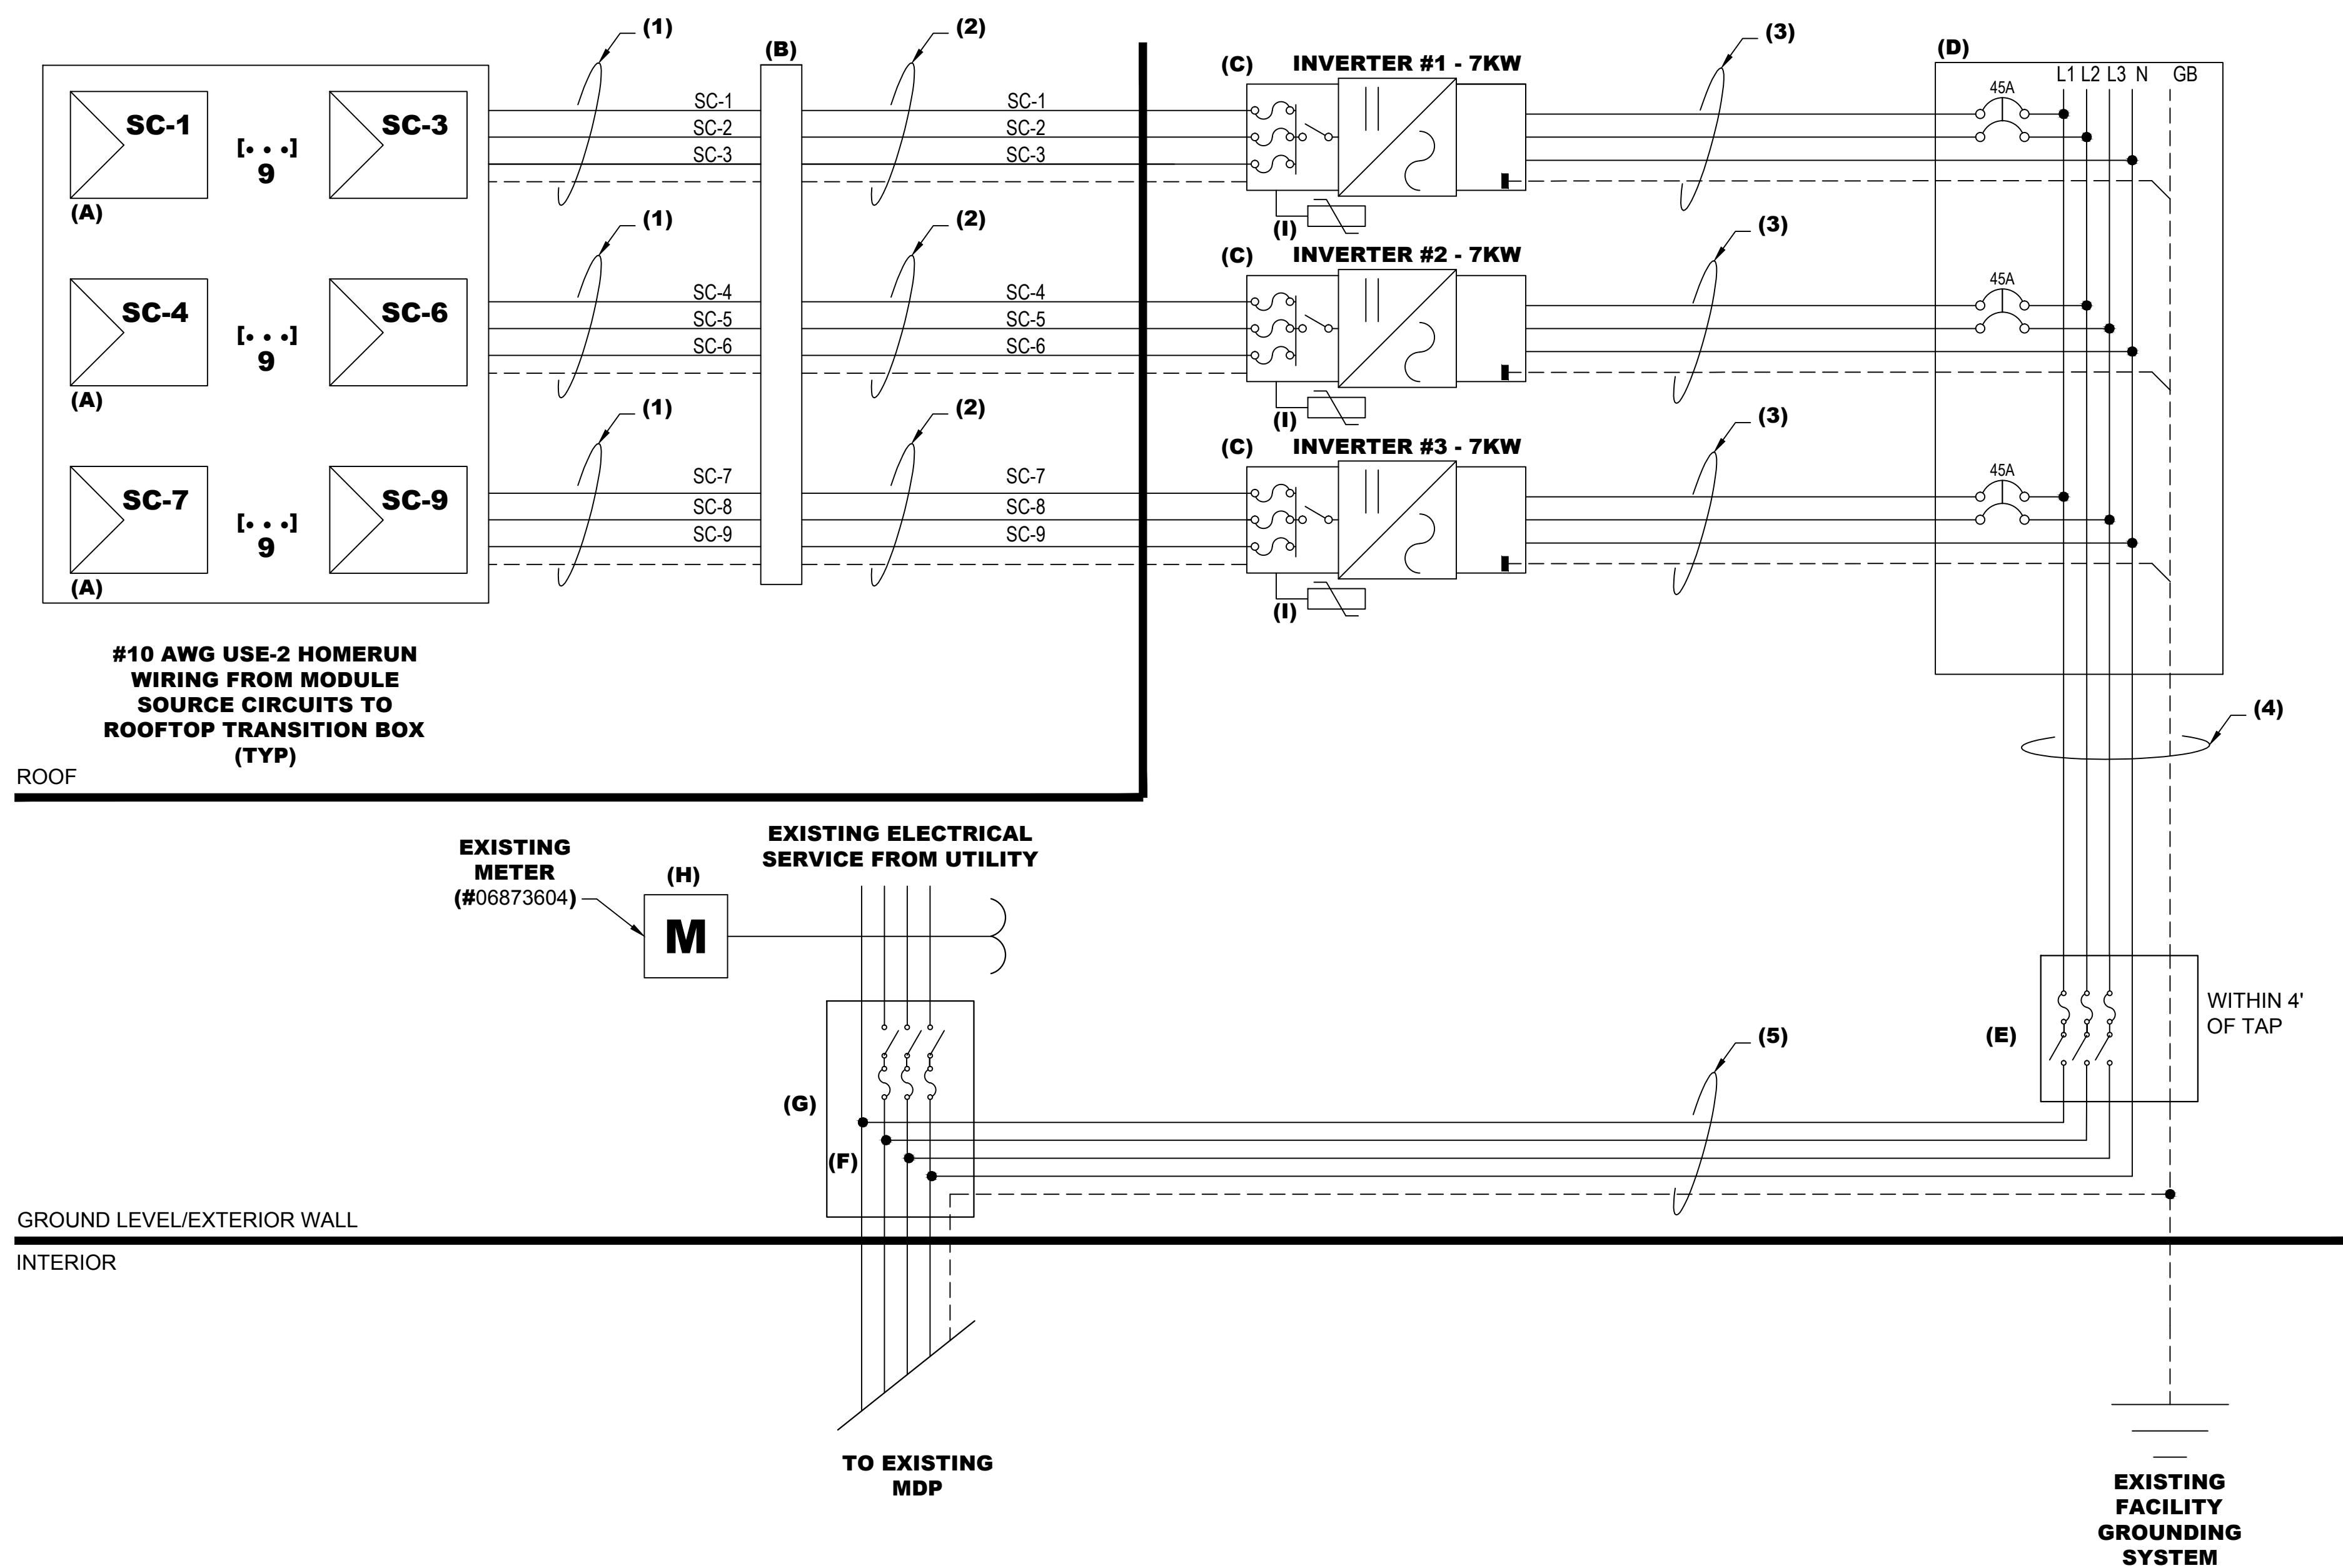 (1)
(2)
(3)
(B)
(C)
INVERTER #1 - 7KW
(D)
L1 L2 L3 N GB
SC-1
[• • •]
9
SC-3
(A)
SC-1
SC-2
SC-3
SC-1
SC-2
SC-3
45A
(I)
(1)
(2)
(3)
(C)
INVERTER #2 - 7KW
SC-4
[• • •]
9
SC-6
(A)
SC-4
SC-5
SC-6
SC-4
SC-5
SC-6
45A
(I)
(1)
(2)
(3)
(C)
INVERTER #3 - 7KW
SC-7
[• • •]
9
SC-9
(A)
SC-7
SC-8
SC-9
SC-7
SC-8
SC-9
45A
(I)
#10 AWG USE-2 HOMERUN
WIRING FROM MODULE
SOURCE CIRCUITS TO
ROOFTOP TRANSITION BOX
(TYP)
ROOF
(4)
EXISTING
METER
(#06873604)
(H)
M
EXISTING ELECTRICAL
SERVICE FROM UTILITY
(G)
(F)
(5)
(E)
WITHIN 4'
OF TAP
GROUND LEVEL/EXTERIOR WALL
INTERIOR
TO EXISTING
MDP
EXISTING
FACILITY
GROUNDING
SYSTEM